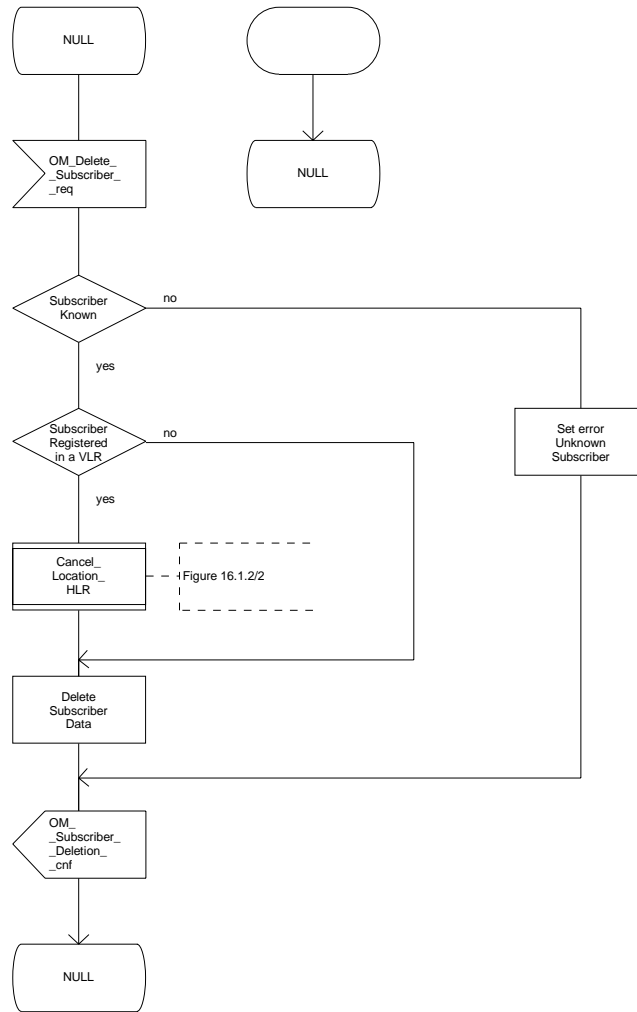 NULL
NULL
OM_Delete_
_Subscriber_
_req
Subscriber
Known
no
yes
Subscriber
Registered
in a VLR
no
yes
Set error
Unknown
Subscriber
Cancel_
Location_
HLR
Figure 16.1.2/2
Delete
Subscriber
Data
OM_
_Subscriber_
_Deletion_
_cnf
NULL